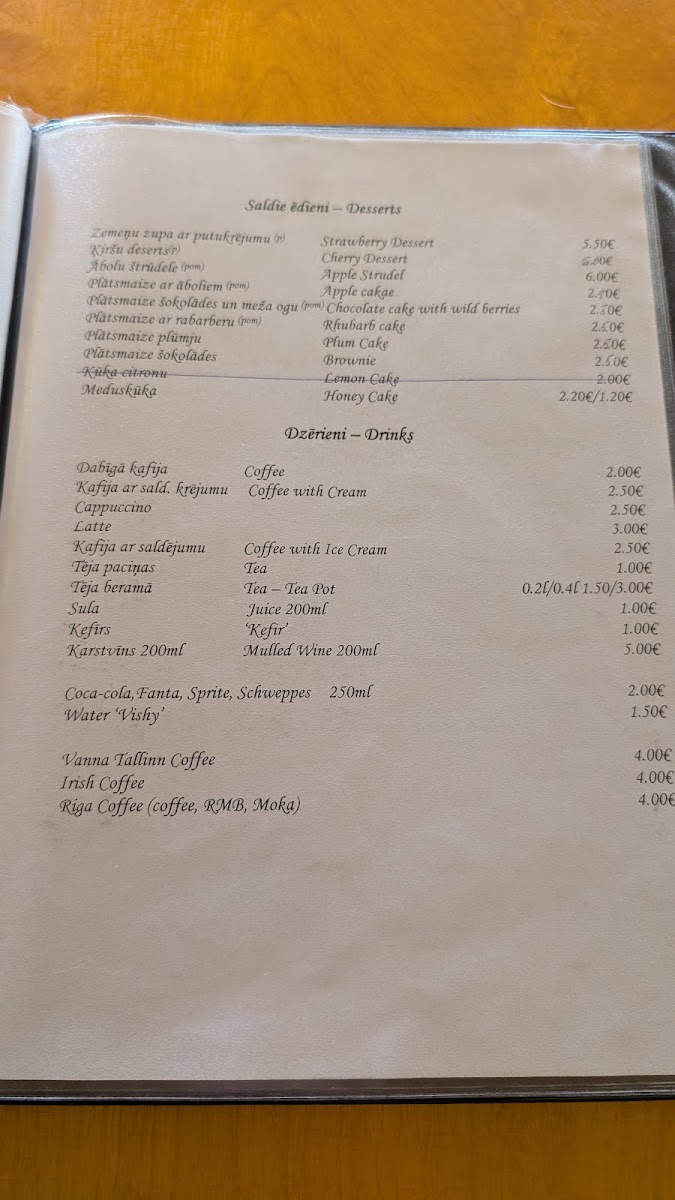 Saldie ēdieni – Desserts
Zemeņu zupa ar putukrējumu (p) Strawberry Dessert 5.50€
Ķiršu deserts(p) Cherry Dessert
Ābolu štrūdele (pom) Apple Strudel 6.00€
Plātsmaize ar āboliem (pom) Apple cakge
Plātsmaize šokolādes un meža ogu (pom) Chocolate cake with wild berries
Plātsmaize ar rabarberu (pom) Rhubarb cake
Plātsmaize plūmju Plum Cake
Plātsmaize šokolādes Brownie
Kūka citronu Lemon Cake 2.00€
Meduskūka Honey Cake 2.20€/1.20€
Dzērieni – Drinks
Dabīgā kafija Coffee 2.00€
Kafija ar sald. krējumu Coffee with Cream 2.50€
Cappuccino 2.50€
Latte 3.00€
Kafija ar saldējumu Coffee with Ice Cream 2.50€
Tēja paciņas Tea 1.00€
Tēja beramā Tea – Tea Pot 0.2l/0.4l 1.50/3.00€
Sula Juice 200ml 1.00€
Kefīrs ‘Kefir’ 1.00€
Karstvīns 200ml Mulled Wine 200ml 5.00€
Coca-cola,Fanta, Sprite, Schweppes 250ml 2.00€
Water ‘Vishy’ 1.50€
Vanna Tallinn Coffee 4.00€
Irish Coffee 4.00€
Riga Coffee (coffee, RMB, Moka) 4.00€